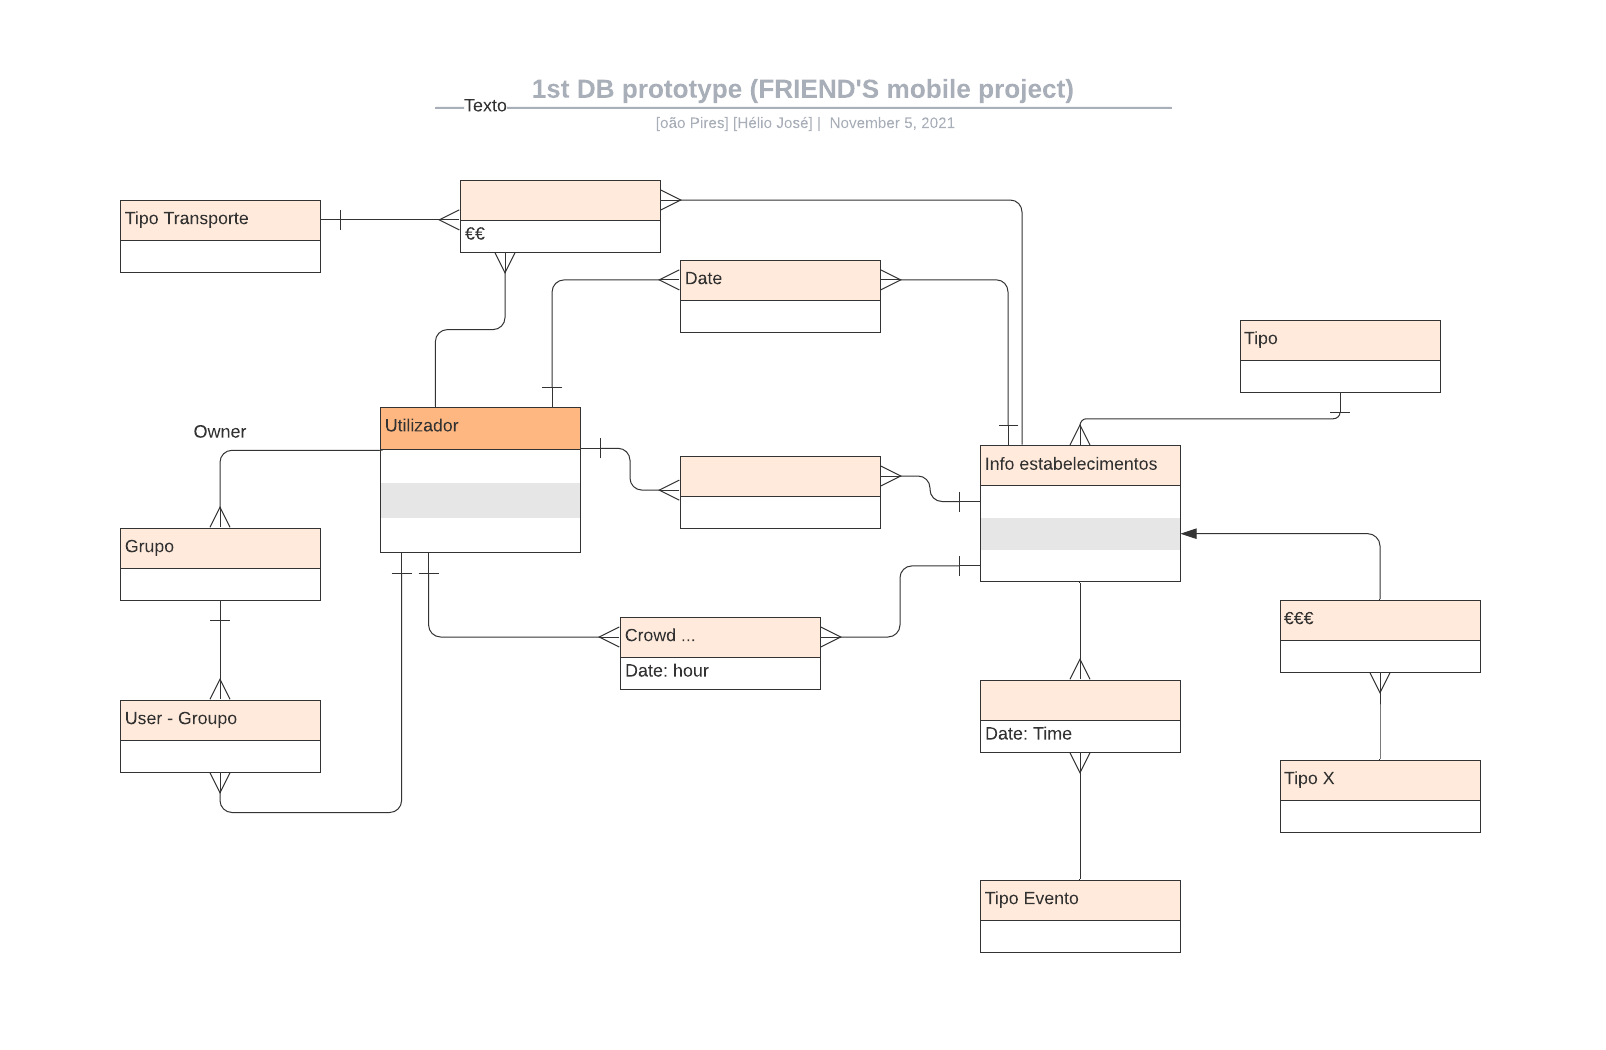 1st DB prototype (FRIEND'S mobile project)
Texto
[oão Pires] [Hélio José] | November 5, 2021
Tipo Transporte
€€
Date
Tipo
Utilizador
Owner
Info estabelecimentos
Grupo
€€€
Crowd ...
Date: hour
User - Groupo
Date: Time
Tipo X
Tipo Evento